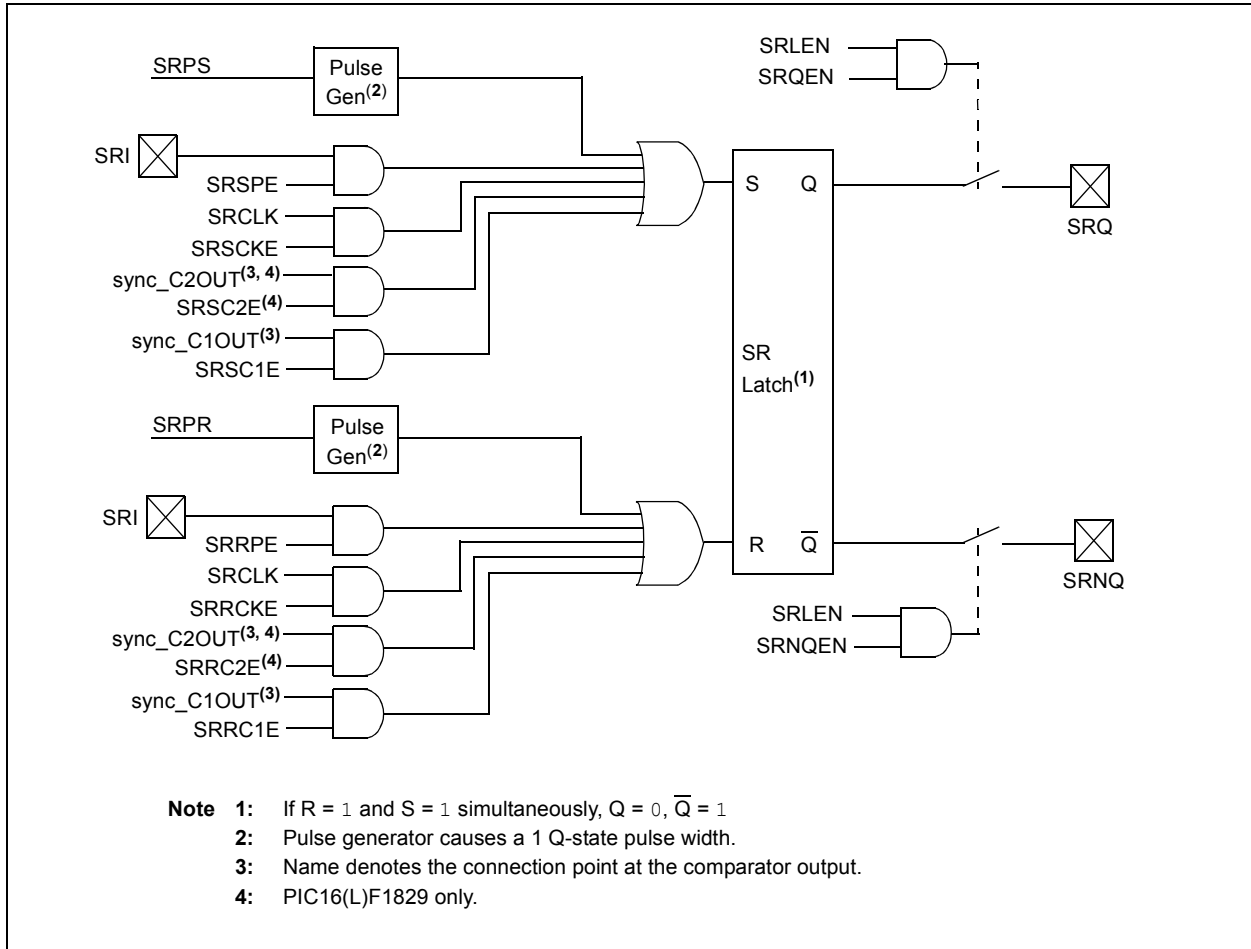 SRPS
Pulse
Gen(2)
SRI
SRSPE
SRCLK
SRSCKE
sync_C2OUT(3, 4)
SRSC2E(4)
sync_C1OUT(3)
SRSC1E
SRPR
Pulse
Gen(2)
SRI
SRRPE
SRCLK
SRRCKE
sync_C2OUT(3, 4)
SRRC2E(4)
sync_C1OUT(3)
SRRC1E
S Q
SR
Latch(1)
R Q̅
SRLEN
SRQEN
SRQ
SRNQ
SRLEN
SRNQEN
Note 1: If R = 1 and S = 1 simultaneously, Q = 0, Q̅ = 1
2: Pulse generator causes a 1 Q-state pulse width.
3: Name denotes the connection point at the comparator output.
4: PIC16(L)F1829 only.